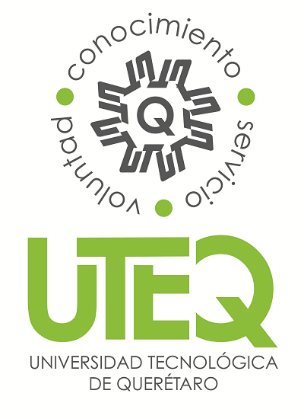 voluntad • conocimiento • servicio •
Q
UTEQ
UNIVERSIDAD TECNOLÓGICA
DE QUERÉTARO